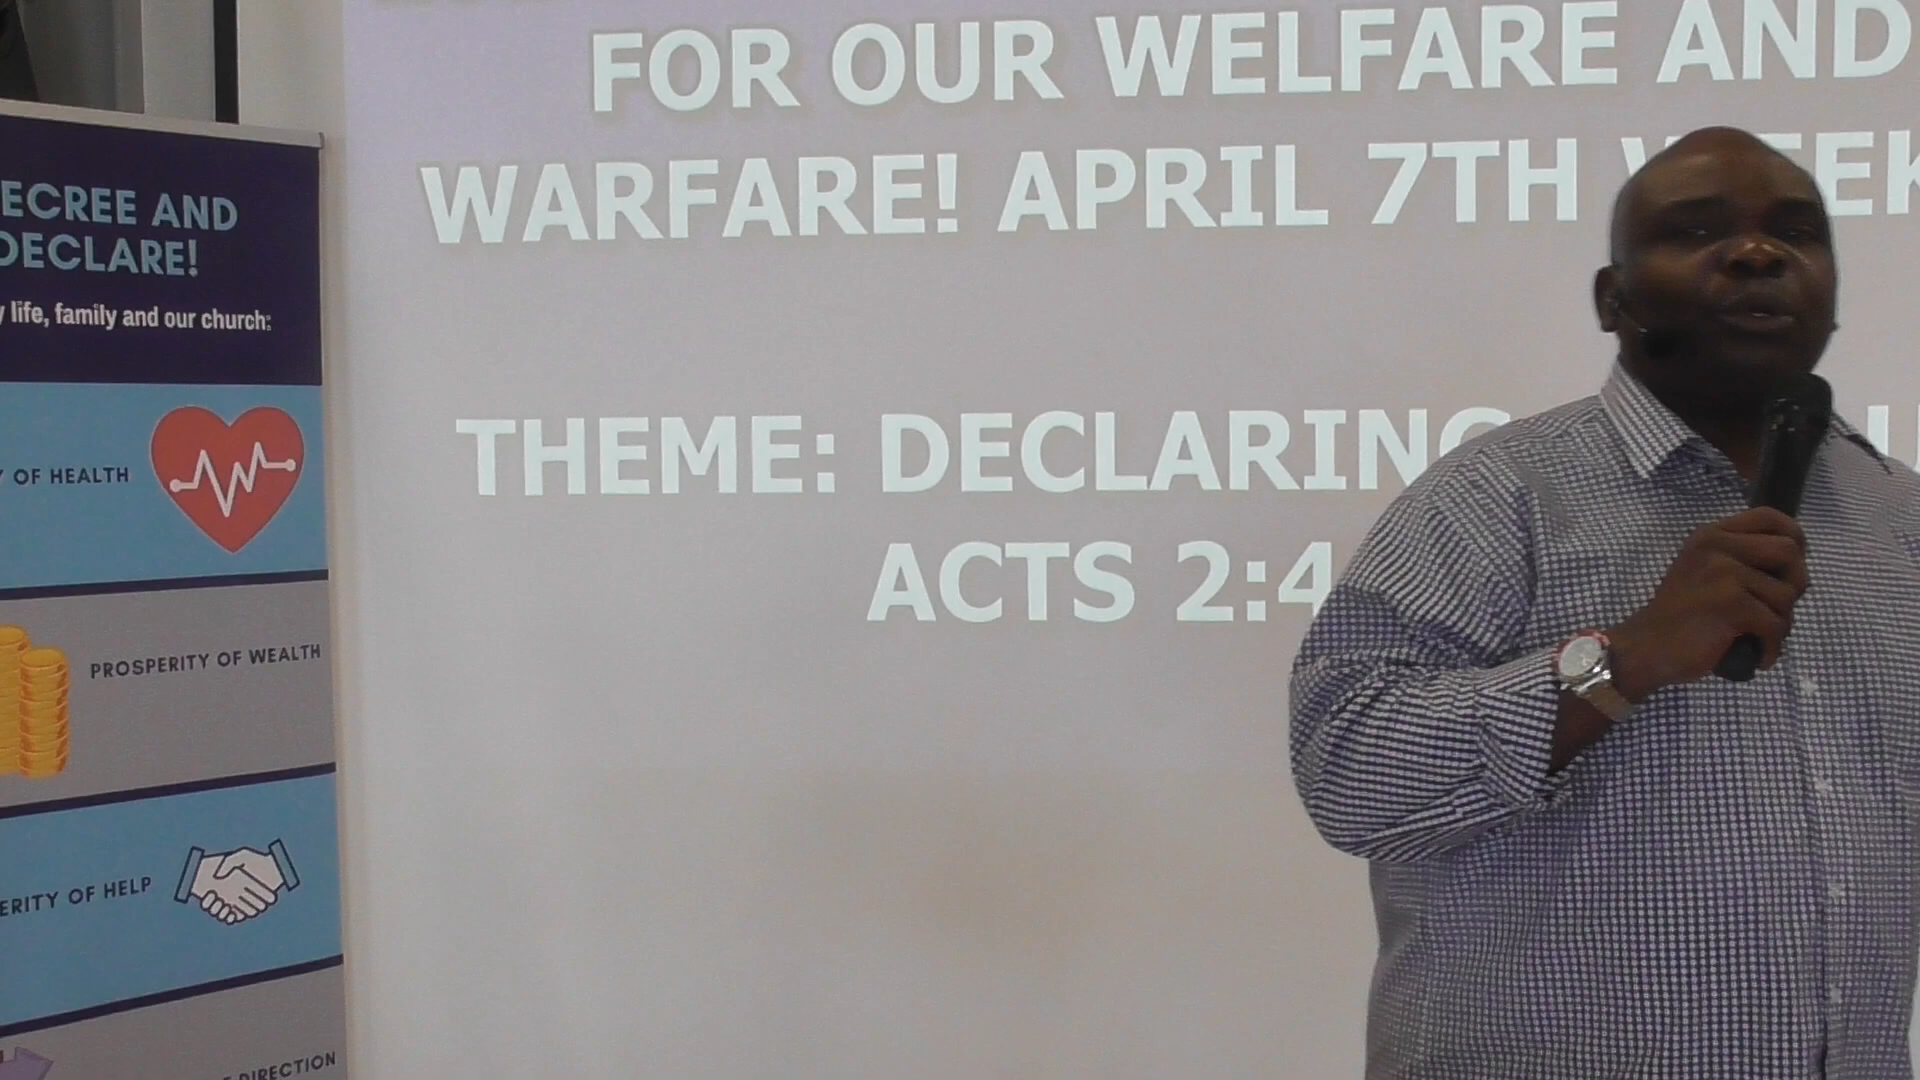 ECREE AND
DECLARE!
life, family and our church:
OF HEALTH
PROSPERITY OF WEALTH
ERITY OF HELP
DIRECTION
FOR OUR WELFARE AND
WARFARE! APRIL 7TH
THEME: DECLARING
ACTS 2:4